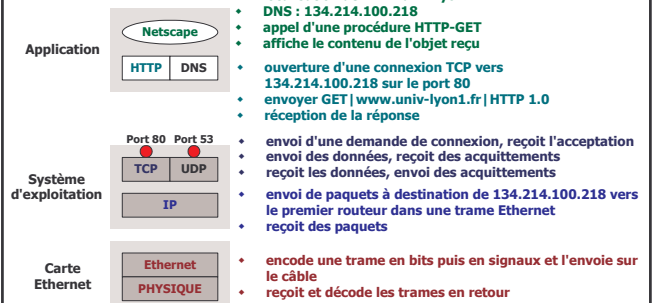 DNS : 134.214.100.218
appel d'une procédure HTTP-GET
affiche le contenu de l'objet reçu
Application
Netscape
HTTP DNS
ouverture d'une connexion TCP vers
134.214.100.218 sur le port 80
envoyer GET|www.univ-lyon1.fr|HTTP 1.0
réception de la réponse
Port 80 Port 53
TCP UDP
IP
Système
d'exploitation
envoi d'une demande de connexion, reçoit l'acceptation
envoi des données, reçoit des acquittements
reçoit les données, envoi des acquittements
envoi de paquets à destination de 134.214.100.218 vers
le premier routeur dans une trame Ethernet
reçoit des paquets
Carte
Ethernet
Ethernet
PHYSIQUE
encode une trame en bits puis en signaux et l'envoie sur
le câble
reçoit et décode les trames en retour